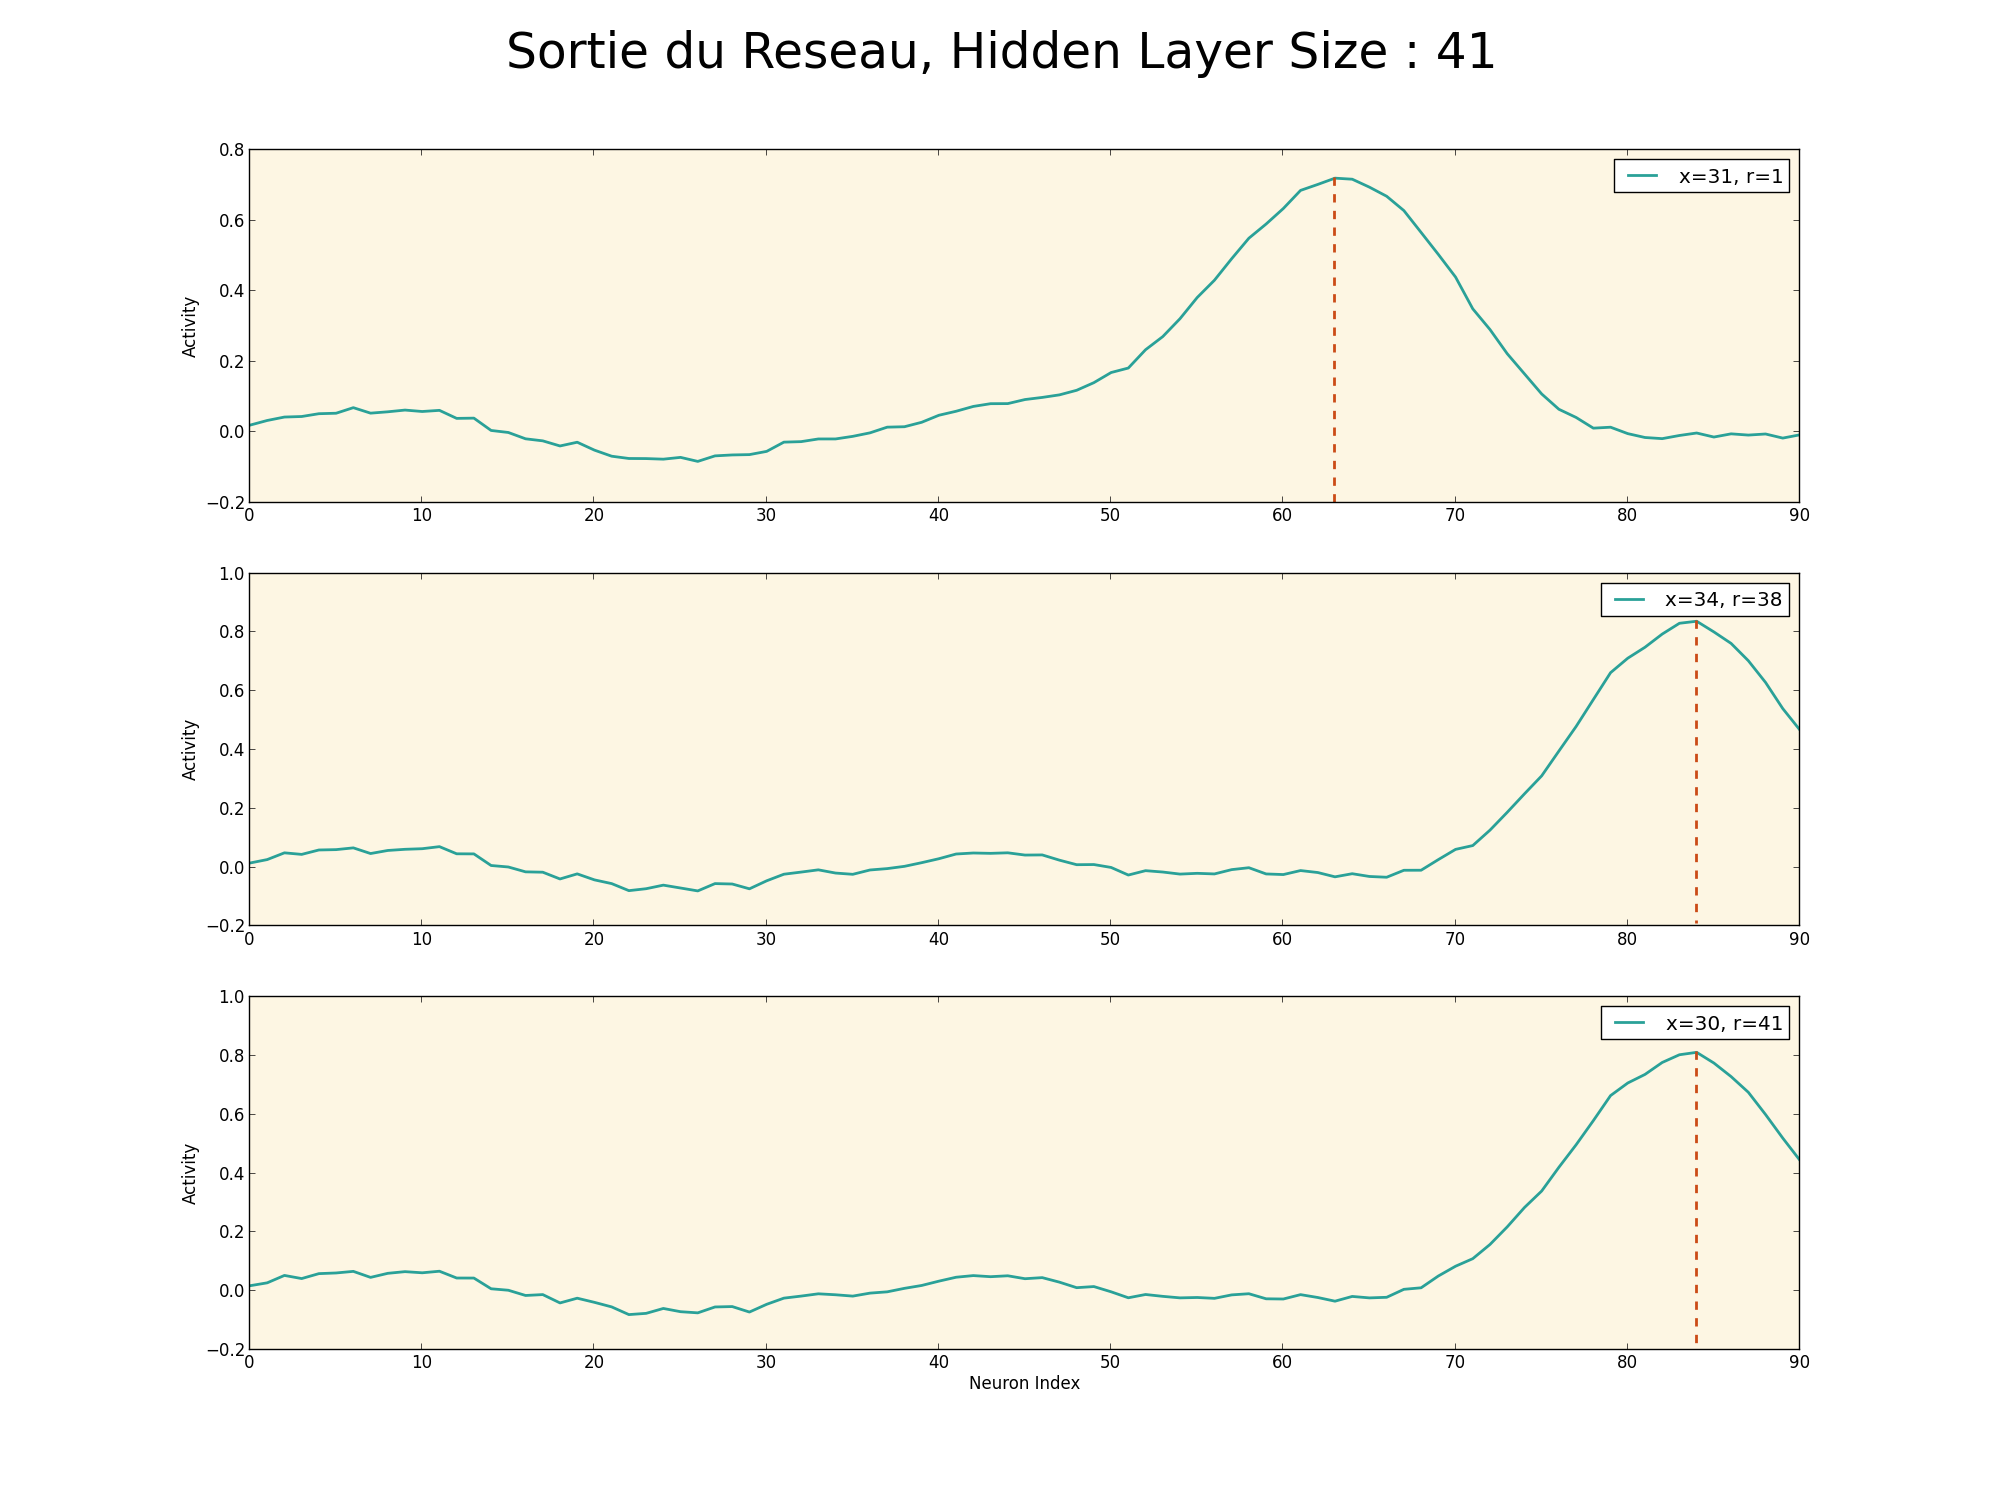 Sortie du Reseau, Hidden Layer Size : 41
0.8
0.6
0.4
0.2
0.0
−0.2
Activity
x=31, r=1
0 10 20 30 40 50 60 70 80 90
1.0
0.8
0.6
0.4
0.2
0.0
−0.2
Activity
x=34, r=38
0 10 20 30 40 50 60 70 80 90
1.0
0.8
0.6
0.4
0.2
0.0
−0.2
Activity
x=30, r=41
0 10 20 30 40 50 60 70 80 90
Neuron Index